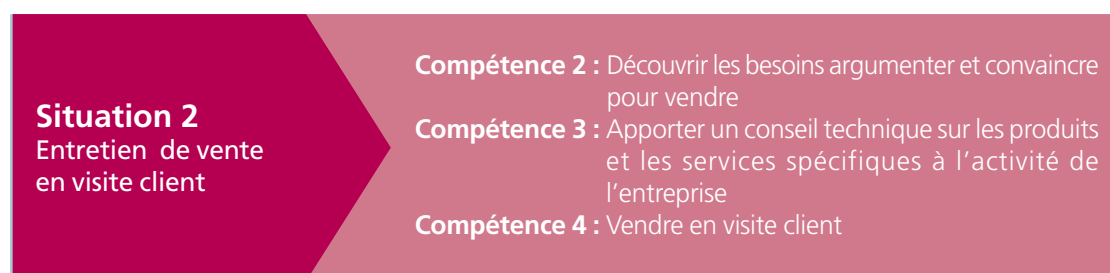 Situation 2
Entretien de vente
en visite client
Compétence 2 : Découvrir les besoins argumenter et convaincre
pour vendre
Compétence 3 : Apporter un conseil technique sur les produits
et les services spécifiques à l’activité de
l’entreprise
Compétence 4 : Vendre en visite client